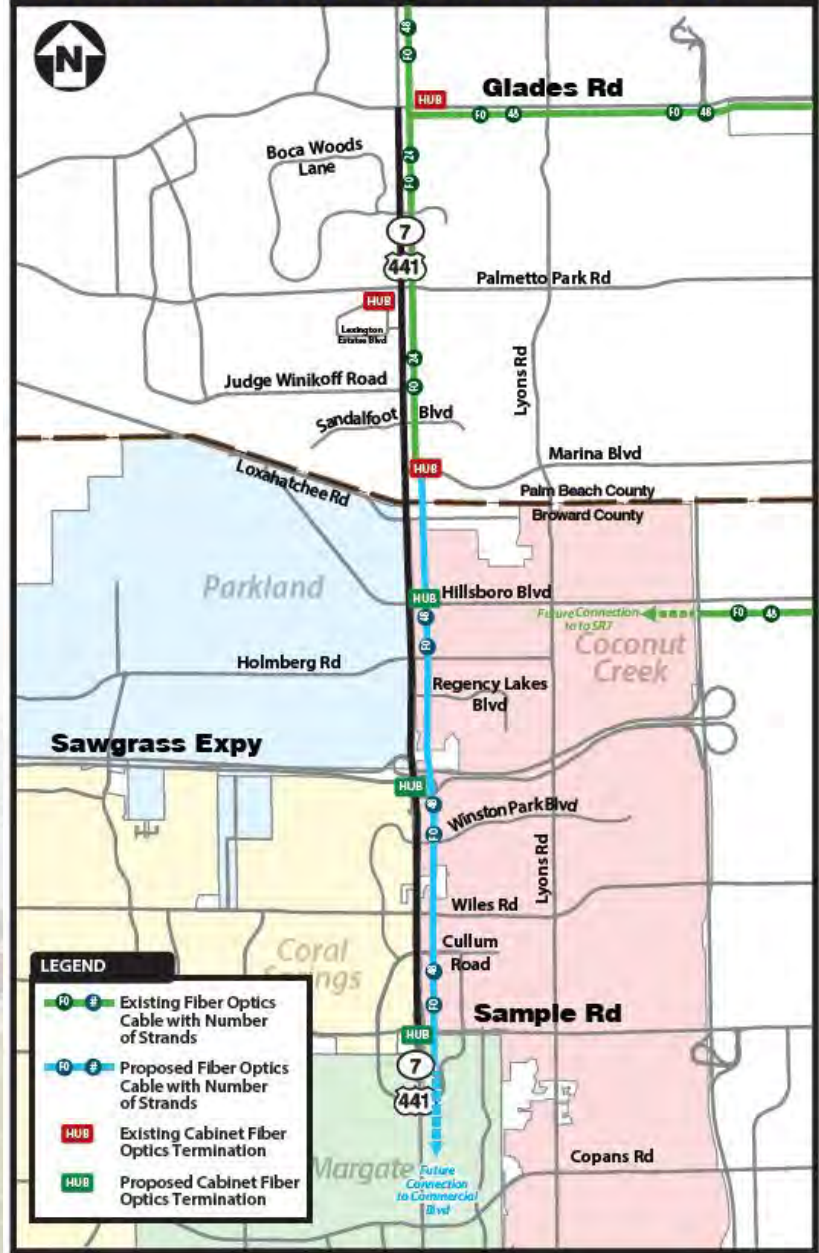 N
48
FO
Glades Rd
HUB
FO 48
FO 48
Boca Woods
Lane
24
FO
7
441
Palmetto Park Rd
HUB
Lexington
Estates Blvd
24
FO
Judge Winikoff Road
Lyons Rd
Sandalfoot Blvd
HUB
Marina Blvd
Loxahatchee Rd
Palm Beach County
Broward County
Parkland
HUB
Hillsboro Blvd
48
FO
Future Connection
to to SR7
FO 48
Coconut
Creek
Holmberg Rd
Regency Lakes
Blvd
Sawgrass Expy
HUB
48
FO
Winston Park Blvd
Lyons Rd
Wiles Rd
Cullum
Road
Coral
Springs
48
FO
Sample Rd
HUB
7
441
Margate
Future
Connection
to Commercial
Blvd
Copans Rd
LEGEND
FO # Existing Fiber Optics
Cable with Number
of Strands
FO # Proposed Fiber Optics
Cable with Number
of Strands
HUB Existing Cabinet Fiber
Optics Termination
HUB Proposed Cabinet Fiber
Optics Termination